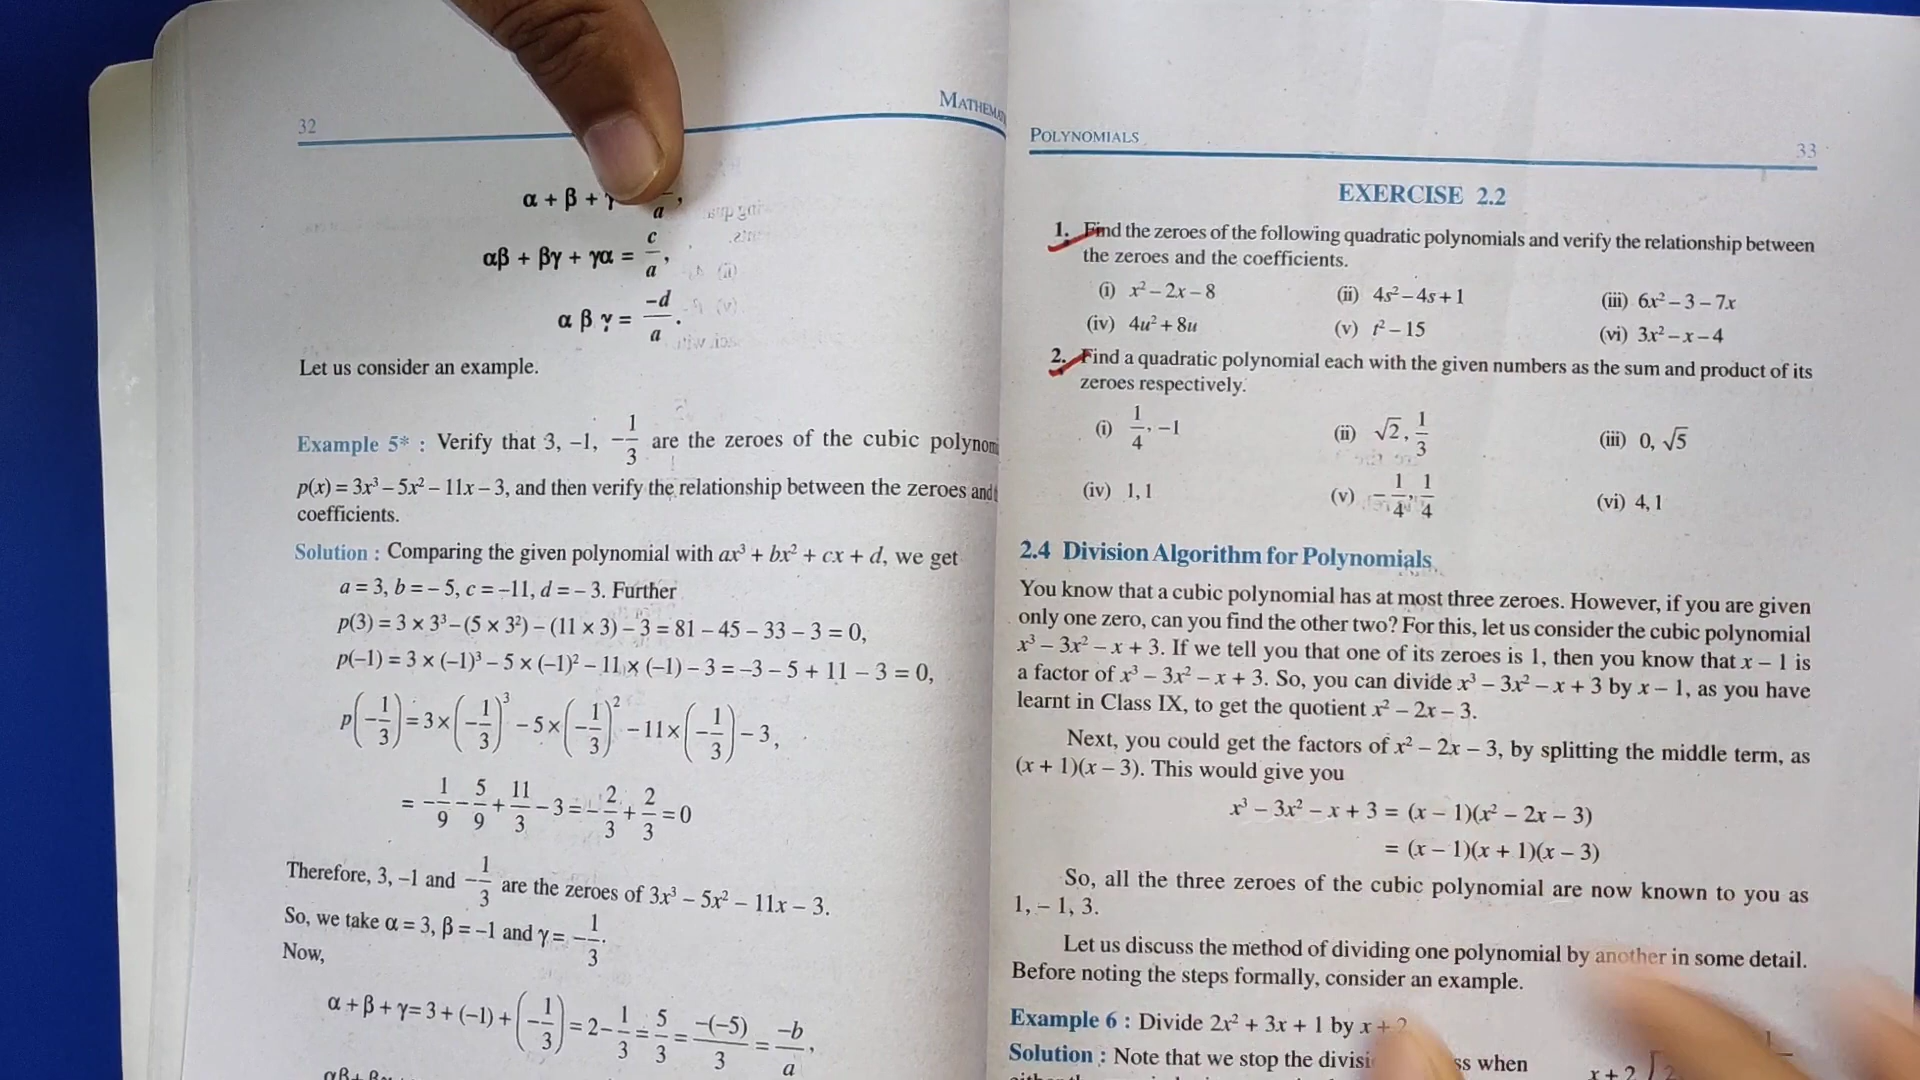 32
MATHEMA
α + β + γ a ,
αβ + βγ + γα = c/a ,
α β γ = -d/a .
Let us consider an example.
Example 5* : Verify that 3, –1, –1/3 are the zeroes of the cubic polynom
p(x) = 3x³ – 5x² – 11x – 3, and then verify the relationship between the zeroes and
coefficients.
Solution : Comparing the given polynomial with ax³ + bx² + cx + d, we get
a = 3, b = – 5, c = –11, d = – 3. Further
p(3) = 3 × 3³ – (5 × 3²) – (11 × 3) – 3 = 81 – 45 – 33 – 3 = 0,
p(–1) = 3 × (–1)³ – 5 × (–1)² – 11 × (–1) – 3 = –3 – 5 + 11 – 3 = 0,
p(–1/3) = 3 × (–1/3)³ – 5 × (–1/3)² – 11 × (–1/3) – 3,
= –1/9 – 5/9 + 11/3 – 3 = –2/3 + 2/3 = 0
Therefore, 3, –1 and –1/3 are the zeroes of 3x³ – 5x² – 11x – 3.
So, we take α = 3, β = –1 and γ = –1/3.
Now,
α + β + γ = 3 + (–1) + (–1/3) = 2 – 1/3 = 5/3 = –(–5)/3 = –b/a ,
POLYNOMIALS
33
EXERCISE 2.2
1. Find the zeroes of the following quadratic polynomials and verify the relationship between
the zeroes and the coefficients.
(i) x² – 2x – 8 (ii) 4s² – 4s + 1 (iii) 6x² – 3 – 7x
(iv) 4u² + 8u (v) t² – 15 (vi) 3x² – x – 4
2. Find a quadratic polynomial each with the given numbers as the sum and product of its
zeroes respectively.
(i) 1/4, –1 (ii) √2, 1/3 (iii) 0, √5
(iv) 1, 1 (v) –1/4, 1/4 (vi) 4, 1
2.4 Division Algorithm for Polynomials
You know that a cubic polynomial has at most three zeroes. However, if you are given
only one zero, can you find the other two? For this, let us consider the cubic polynomial
x³ – 3x² – x + 3. If we tell you that one of its zeroes is 1, then you know that x – 1 is
a factor of x³ – 3x² – x + 3. So, you can divide x³ – 3x² – x + 3 by x – 1, as you have
learnt in Class IX, to get the quotient x² – 2x – 3.
Next, you could get the factors of x² – 2x – 3, by splitting the middle term, as
(x + 1)(x – 3). This would give you
x³ – 3x² – x + 3 = (x – 1)(x² – 2x – 3)
= (x – 1)(x + 1)(x – 3)
So, all the three zeroes of the cubic polynomial are now known to you as
1, – 1, 3.
Let us discuss the method of dividing one polynomial by another in some detail.
Before noting the steps formally, consider an example.
Example 6 : Divide 2x² + 3x + 1 by x + 2
Solution : Note that we stop the divisi ss when
x + 2